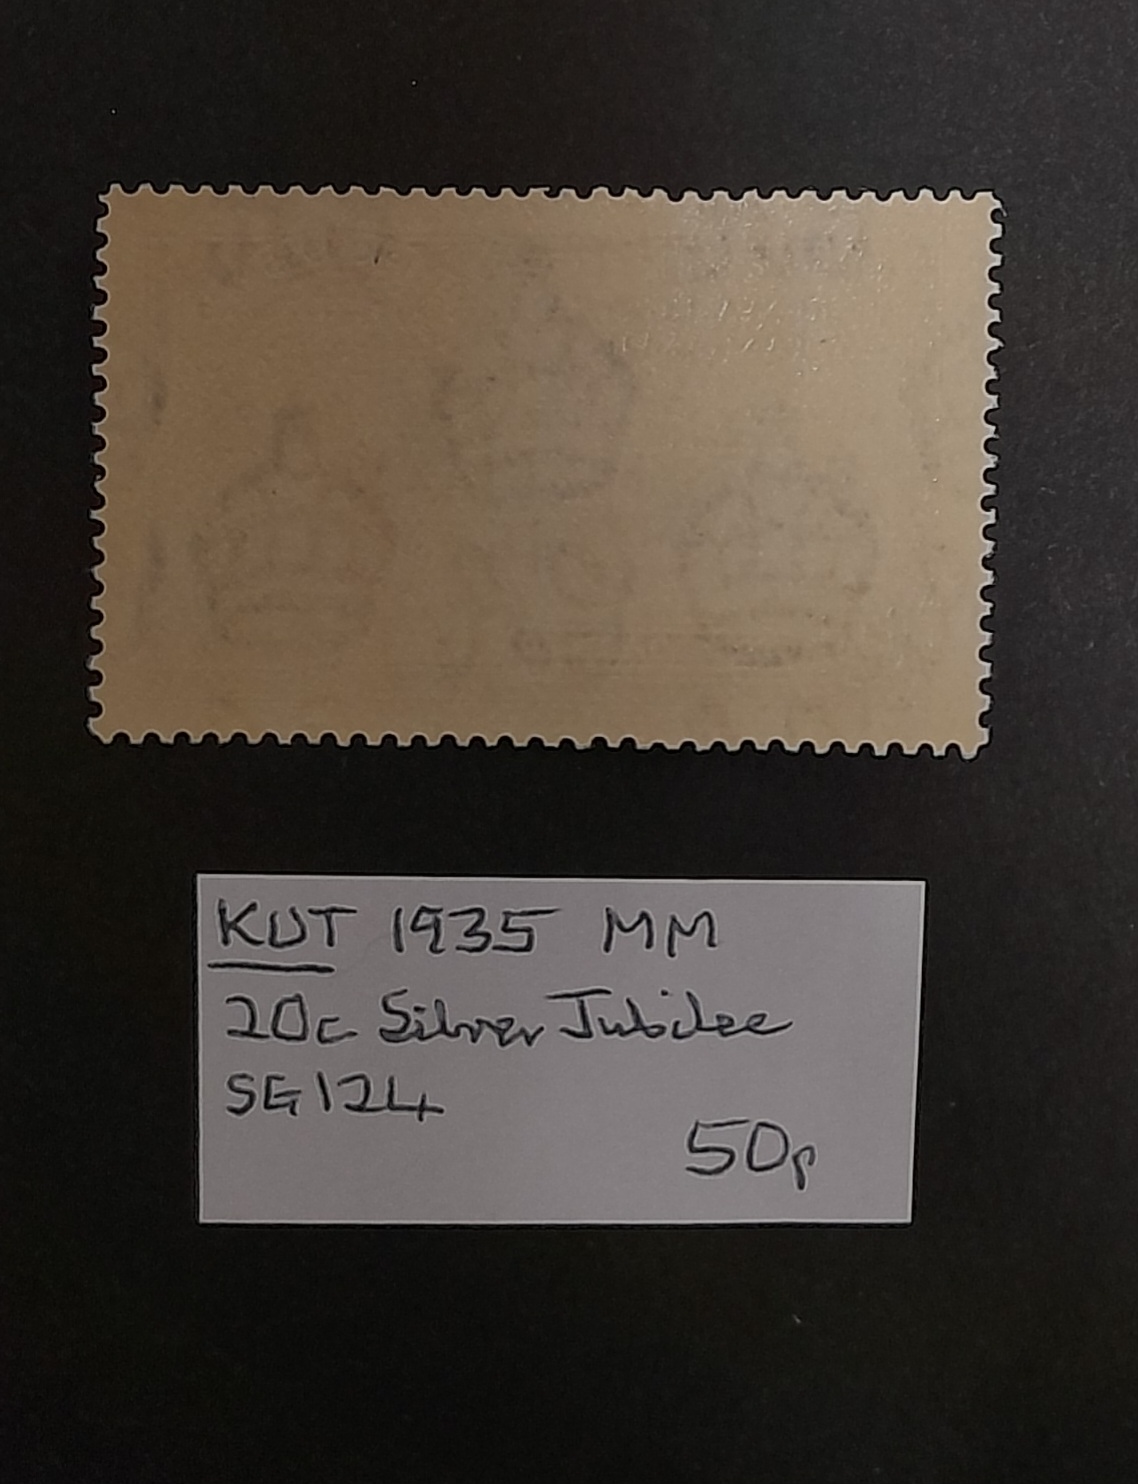 KUT 1935 MM
20c Silver Jubilee
SG124
50p